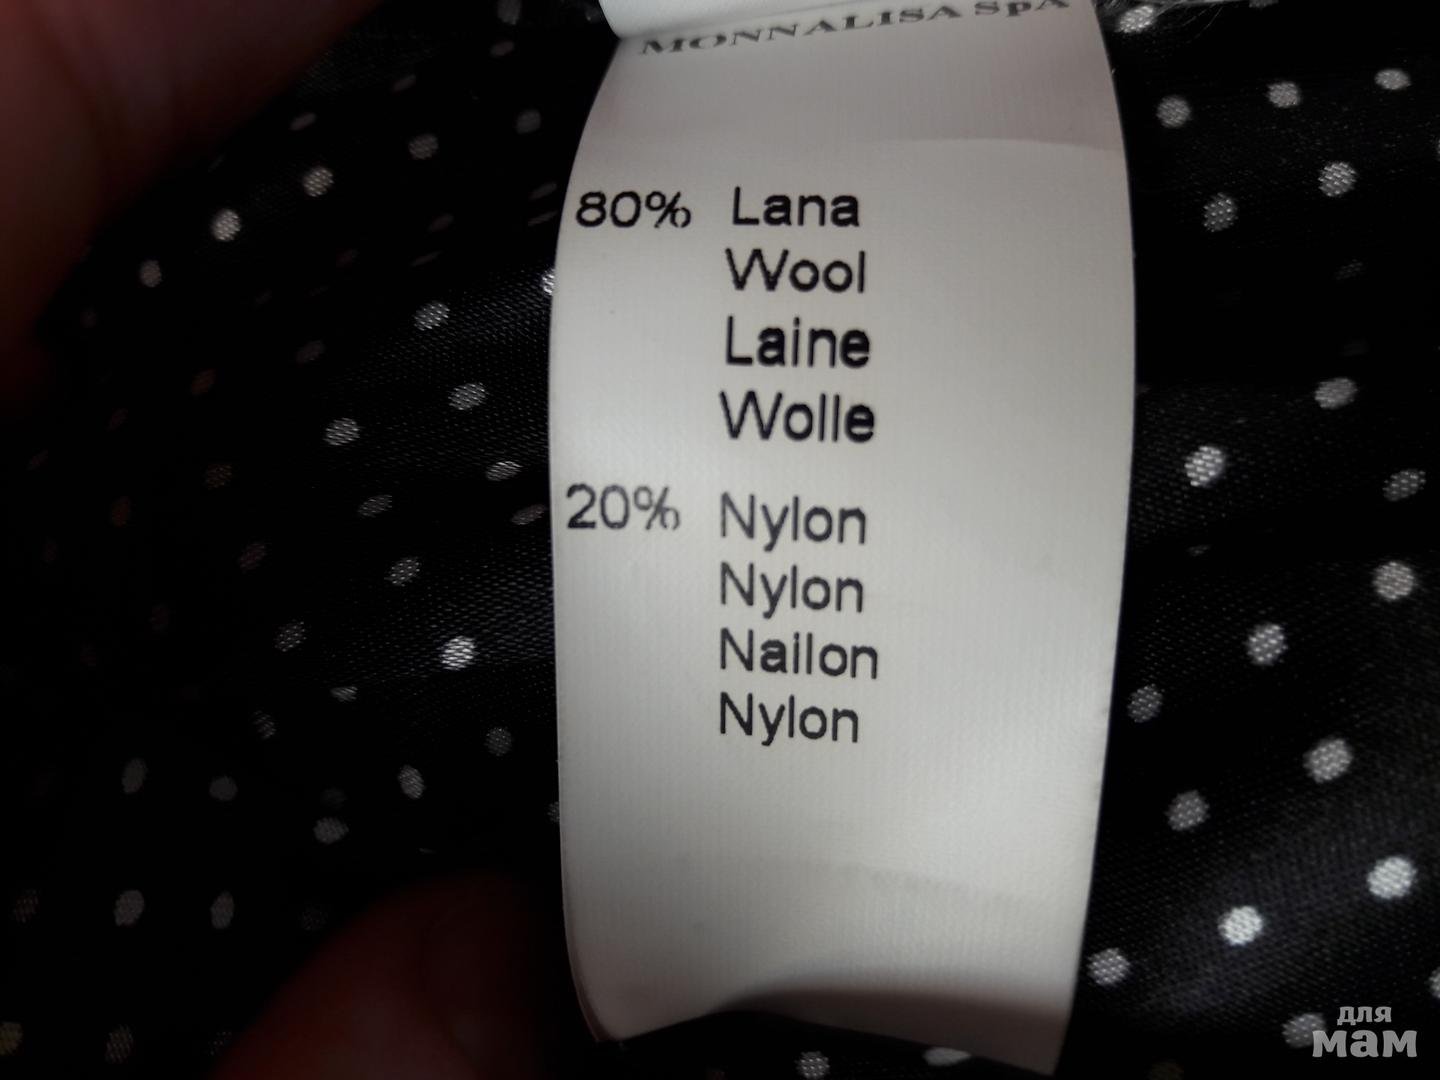 MONNALISA SpA
80% Lana
Wool
Laine
Wolle
20% Nylon
Nylon
Nailon
Nylon
для
мам